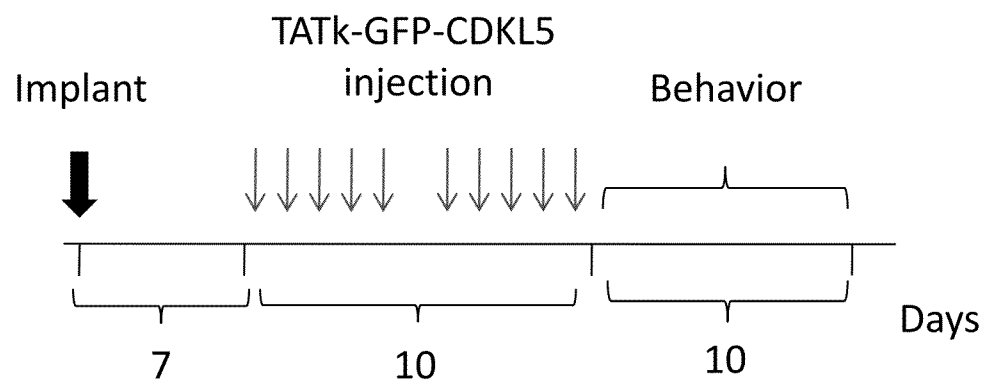 TATk-GFP-CDKL5
injection
Implant
Behavior
7
10
10
Days